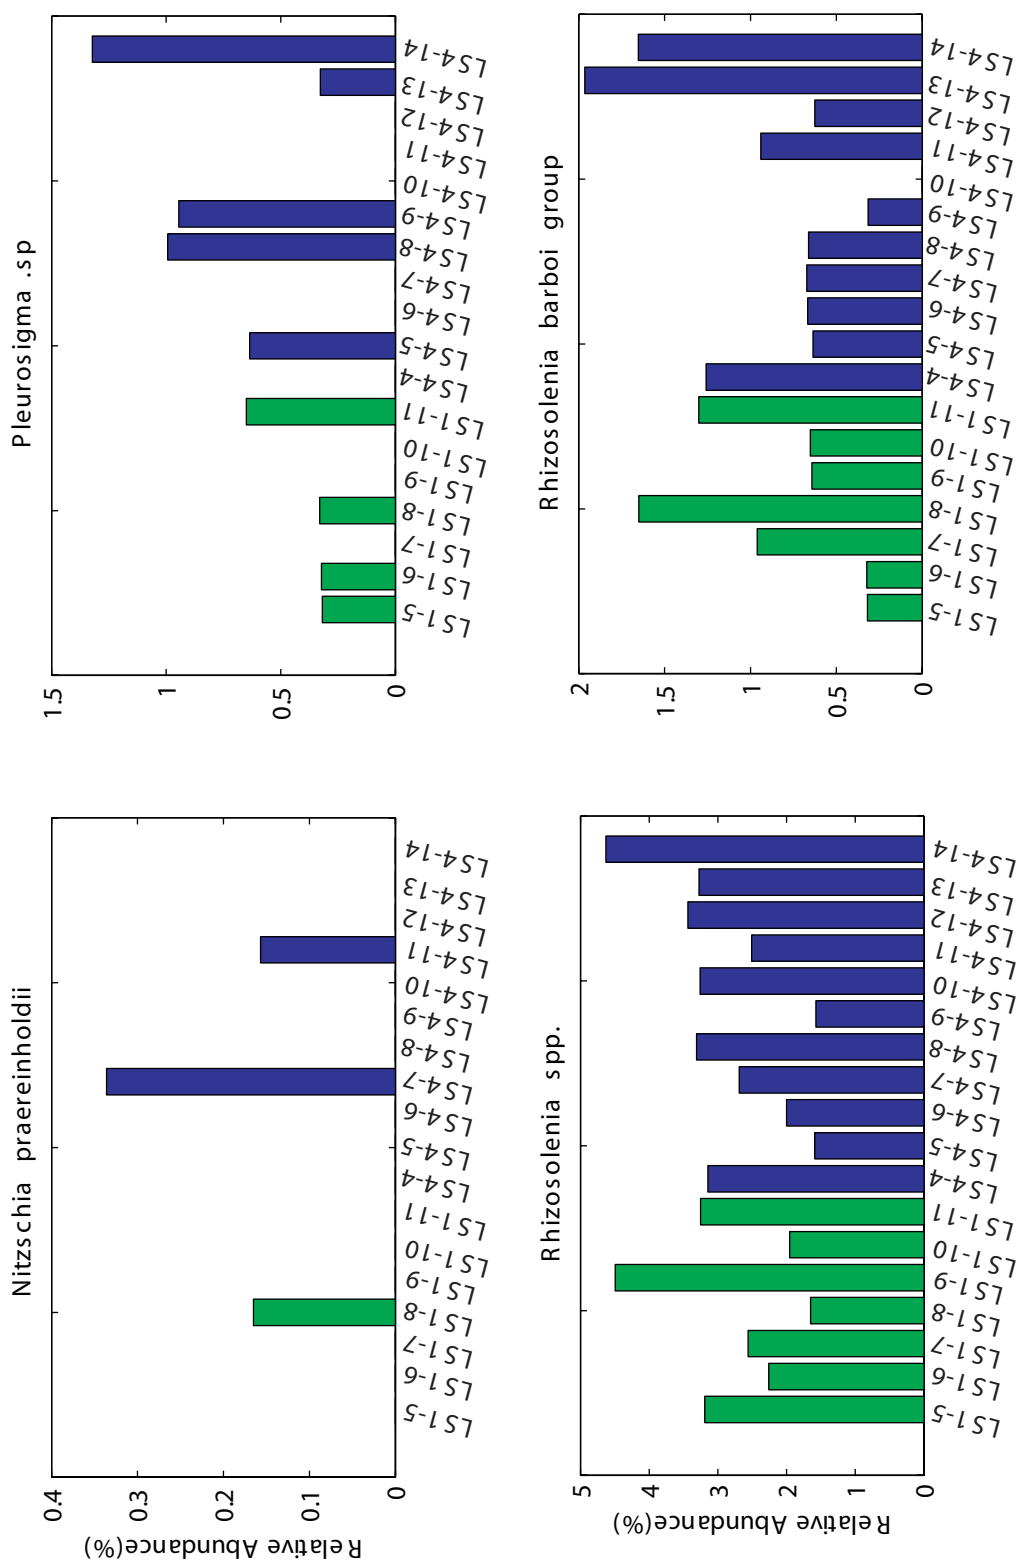 Nitzschia praereinholdii
Relative Abundance(%)
0.4
0.3
0.2
0.1
0
LS1-5
LS1-6
LS1-7
LS1-8
LS1-9
LS1-10
LS1-11
LS4-4
LS4-5
LS4-6
LS4-7
LS4-8
LS4-9
LS4-10
LS4-11
LS4-12
LS4-13
LS4-14
Pleurosigma .sp
1.5
1
0.5
0
LS1-5
LS1-6
LS1-7
LS1-8
LS1-9
LS1-10
LS1-11
LS4-4
LS4-5
LS4-6
LS4-7
LS4-8
LS4-9
LS4-10
LS4-11
LS4-12
LS4-13
LS4-14
Rhizosolenia spp.
Relative Abundance(%)
5
4
3
2
1
0
LS1-5
LS1-6
LS1-7
LS1-8
LS1-9
LS1-10
LS1-11
LS4-4
LS4-5
LS4-6
LS4-7
LS4-8
LS4-9
LS4-10
LS4-11
LS4-12
LS4-13
LS4-14
Rhizosolenia barboi group
2
1.5
1
0.5
0
LS1-5
LS1-6
LS1-7
LS1-8
LS1-9
LS1-10
LS1-11
LS4-4
LS4-5
LS4-6
LS4-7
LS4-8
LS4-9
LS4-10
LS4-11
LS4-12
LS4-13
LS4-14